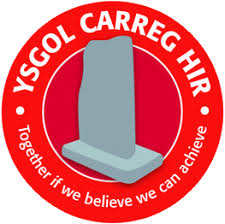 YSGOL CARREG HIR
Together if we believe we can achieve